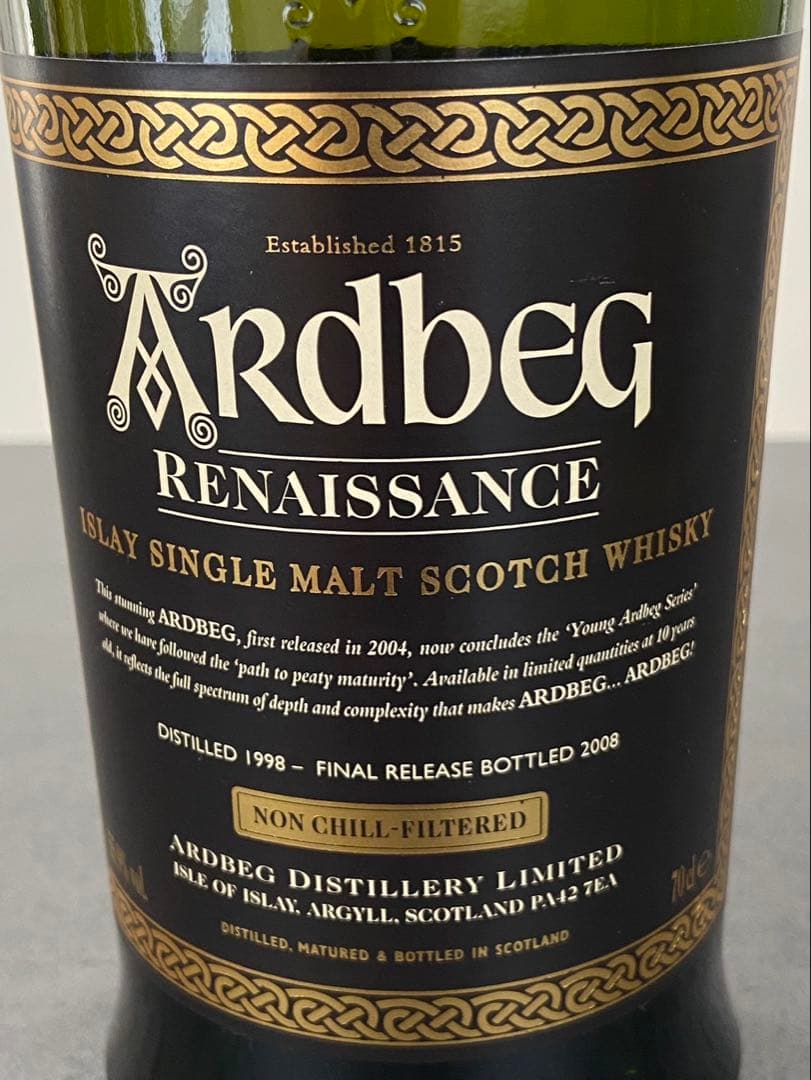 Established 1815
ARDBEG
RENAISSANCE
ISLAY SINGLE MALT SCOTCH WHISKY
This stunning ARDBEG, first released in 2004, now concludes the ‘Young Ardbeg Series’
where we have followed the ‘path to peaty maturity’. Available in limited quantities at 10 years
old, it reflects the full spectrum of depth and complexity that makes ARDBEG... ARDBEG!
DISTILLED 1998 – FINAL RELEASE BOTTLED 2008
NON CHILL-FILTERED
ARDBEG DISTILLERY LIMITED
ISLE OF ISLAY, ARGYLL, SCOTLAND PA42 7EA
70cl e
DISTILLED, MATURED & BOTTLED IN SCOTLAND